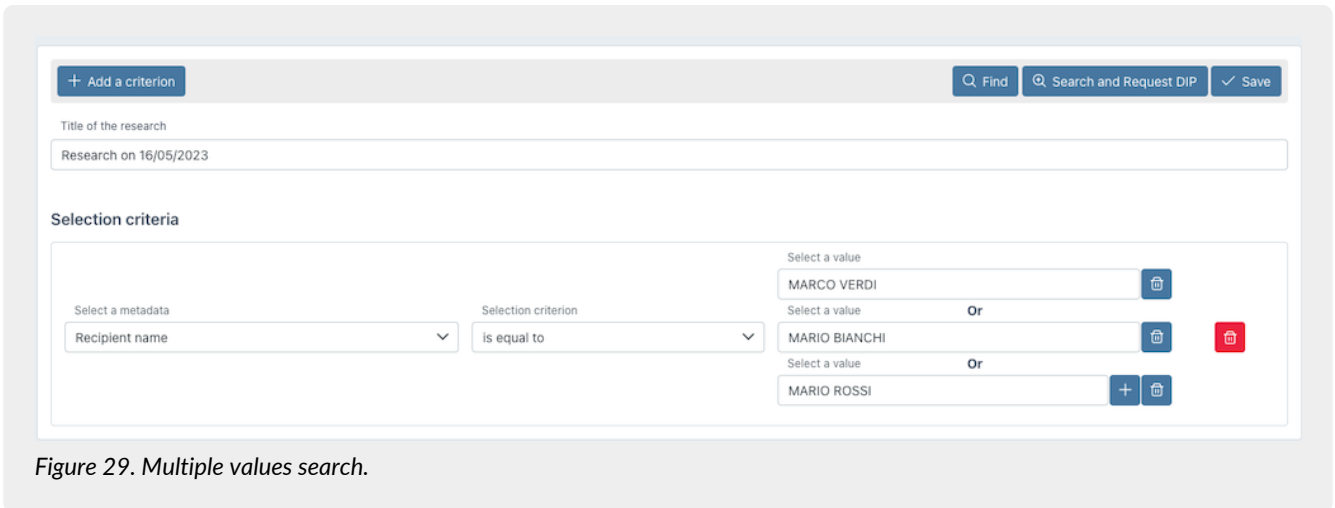 Add a criterion
Find
Search and Request DIP
Save
Title of the research
Research on 16/05/2023
Selection criteria
Select a value
MARCO VERDI
Select a metadata
Selection criterion
Select a value
Or
Recipient name
is equal to
MARIO BIANCHI
Select a value
Or
MARIO ROSSI
Figure 29. Multiple values search.